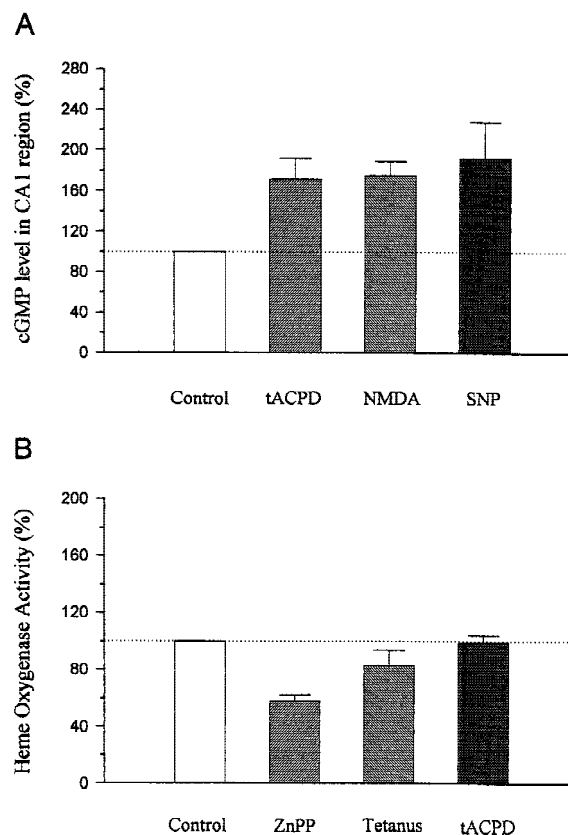 A
cGMP level in CA1 region (%)
280
240
200
160
120
80
40
0
Control tACPD NMDA SNP
B
Heme Oxygenase Activity (%)
200
160
120
80
40
0
Control ZnPP Tetanus tACPD